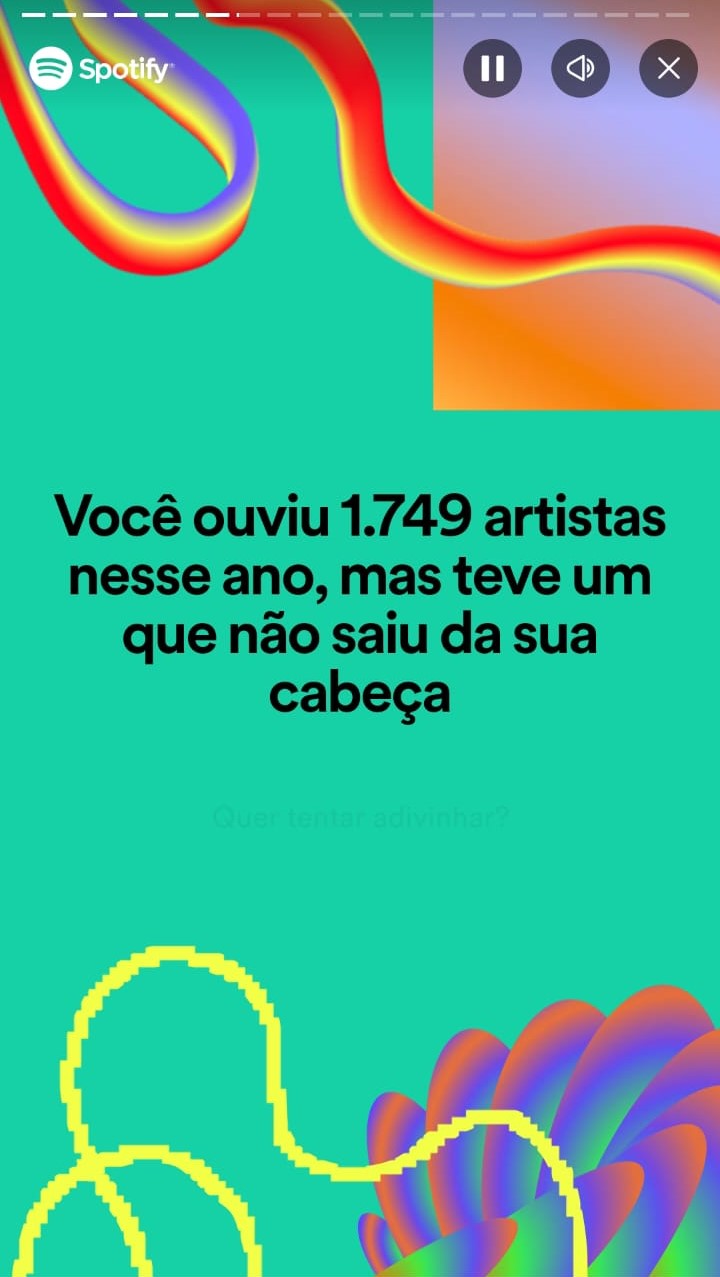 Spotify
Você ouviu 1.749 artistas
nesse ano, mas teve um
que não saiu da sua
cabeça
Quer tentar adivinhar?